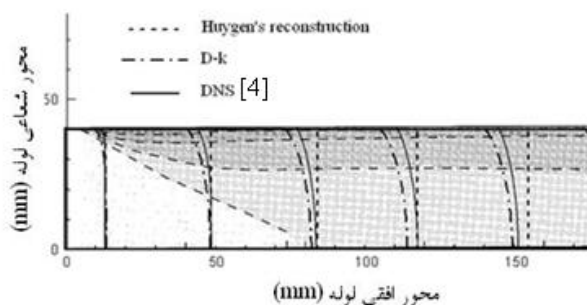 Huygen's reconstruction
D-k
DNS [4]
محور شعاعی لوله (mm)
50
0
0 50 100 150
محور افقی لوله (mm)